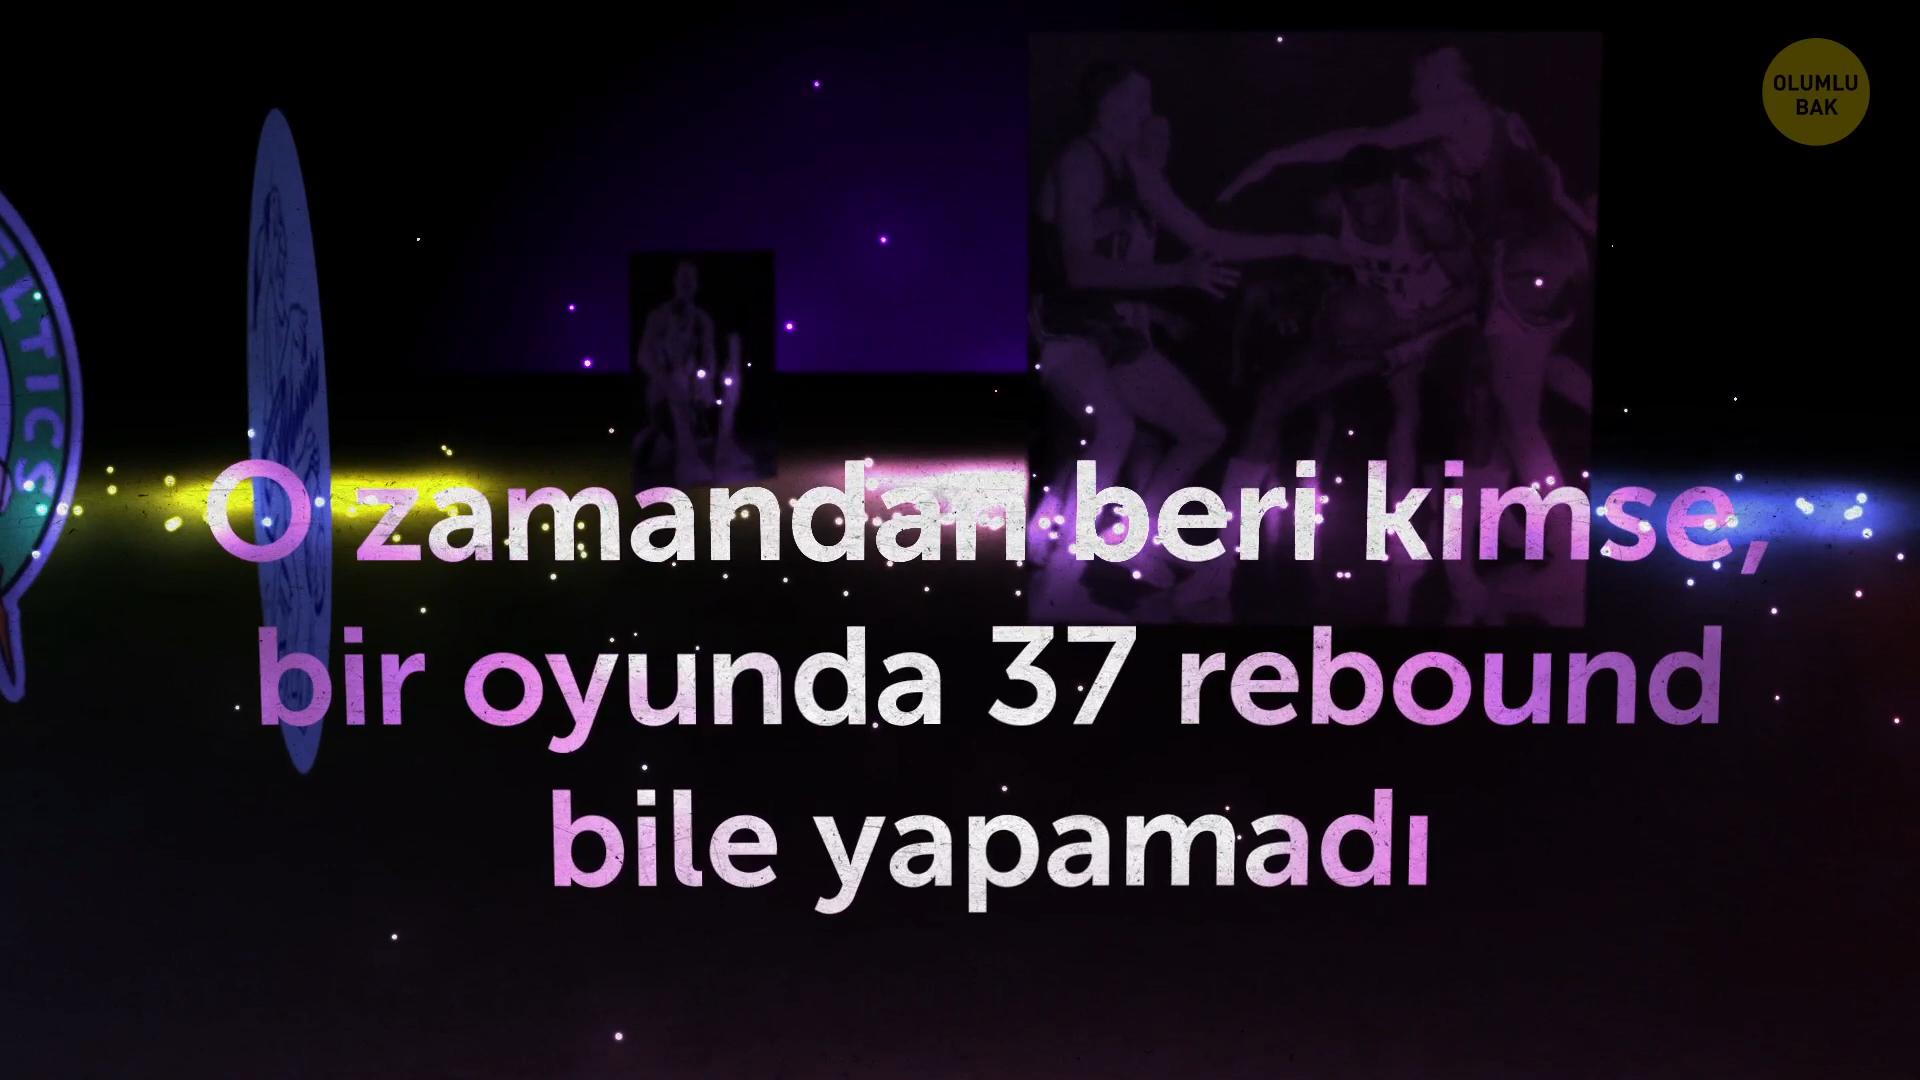 OLUMLU
BAK
O zamandan beri kimse,
bir oyunda 37 rebound
bile yapamadı